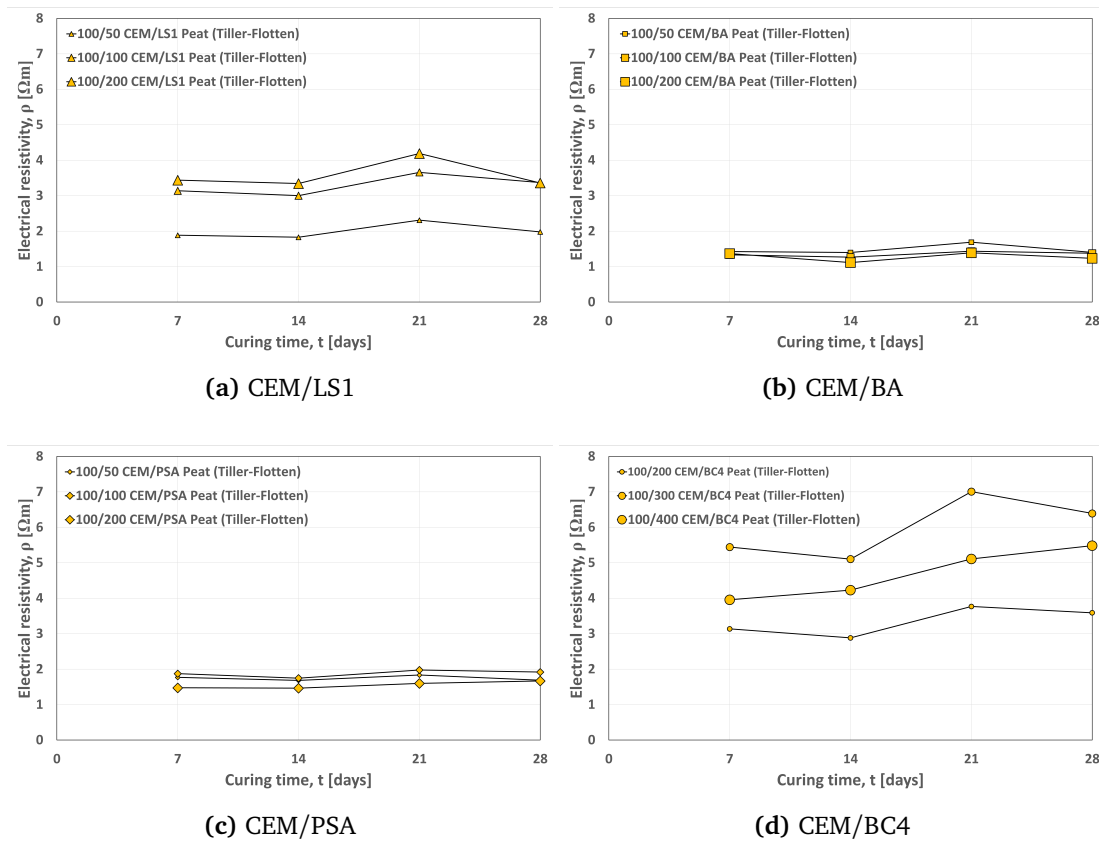 8
7
6
5
4
3
2
1
0
Electrical resistivity, ρ [Ωm]
100/50 CEM/LS1 Peat (Tiller-Flotten)
100/100 CEM/LS1 Peat (Tiller-Flotten)
100/200 CEM/LS1 Peat (Tiller-Flotten)
0 7 14 21 28
Curing time, t [days]
(a) CEM/LS1
8
7
6
5
4
3
2
1
0
Electrical resistivity, ρ [Ωm]
100/50 CEM/BA Peat (Tiller-Flotten)
100/100 CEM/BA Peat (Tiller-Flotten)
100/200 CEM/BA Peat (Tiller-Flotten)
0 7 14 21 28
Curing time, t [days]
(b) CEM/BA
8
7
6
5
4
3
2
1
0
Electrical resistivity, ρ [Ωm]
100/50 CEM/PSA Peat (Tiller-Flotten)
100/100 CEM/PSA Peat (Tiller-Flotten)
100/200 CEM/PSA Peat (Tiller-Flotten)
0 7 14 21 28
Curing time, t [days]
(c) CEM/PSA
8
7
6
5
4
3
2
1
0
Electrical resistivity, ρ [Ωm]
100/200 CEM/BC4 Peat (Tiller-Flotten)
100/300 CEM/BC4 Peat (Tiller-Flotten)
100/400 CEM/BC4 Peat (Tiller-Flotten)
0 7 14 21 28
Curing time, t [days]
(d) CEM/BC4